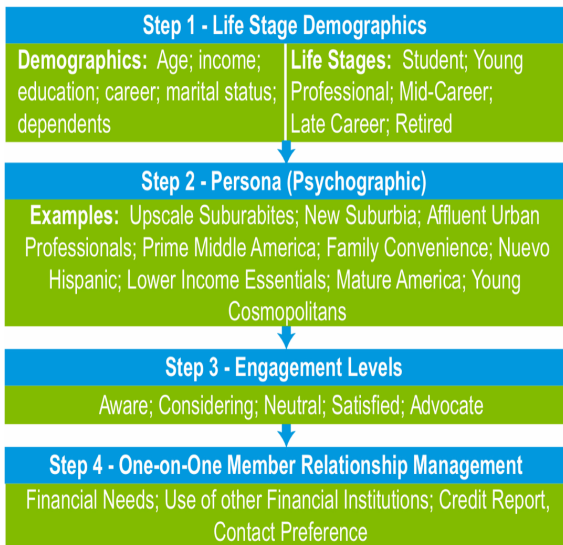 Step 1 - Life Stage Demographics
Demographics: Age; income;
education; career; marital status;
dependents
Life Stages: Student; Young
Professional; Mid-Career;
Late Career; Retired
Step 2 - Persona (Psychographic)
Examples: Upscale Suburabites; New Suburbia; Affluent Urban
Professionals; Prime Middle America; Family Convenience; Nuevo
Hispanic; Lower Income Essentials; Mature America; Young
Cosmopolitans
Step 3 - Engagement Levels
Aware; Considering; Neutral; Satisfied; Advocate
Step 4 - One-on-One Member Relationship Management
Financial Needs; Use of other Financial Institutions; Credit Report,
Contact Preference